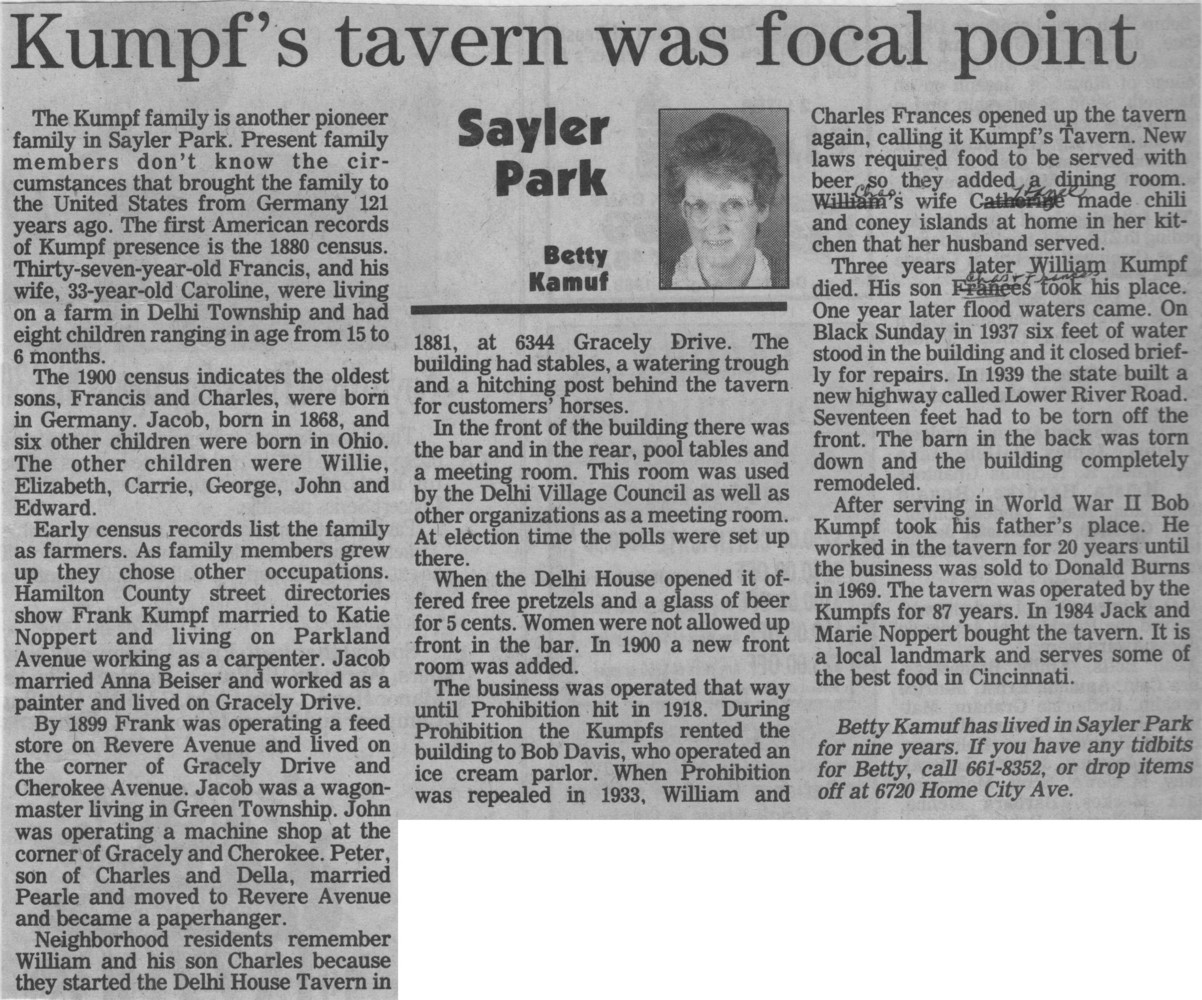 Kumpf's tavern was focal point
The Kumpf family is another pioneer
family in Sayler Park. Present family
members don't know the cir-
cumstances that brought the family to
the United States from Germany 121
years ago. The first American records
of Kumpf presence is the 1880 census.
Thirty-seven-year-old Francis, and his
wife, 33-year-old Caroline, were living
on a farm in Delhi Township and had
eight children ranging in age from 15 to
6 months.
The 1900 census indicates the oldest
sons, Francis and Charles, were born
in Germany. Jacob, born in 1868, and
six other children were born in Ohio.
The other children were Willie,
Elizabeth, Carrie, George, John and
Edward.
Early census records list the family
as farmers. As family members grew
up they chose other occupations.
Hamilton County street directories
show Frank Kumpf married to Katie
Noppert and living on Parkland
Avenue working as a carpenter. Jacob
married Anna Beiser and worked as a
painter and lived on Gracely Drive.
By 1899 Frank was operating a feed
store on Revere Avenue and lived on
the corner of Gracely Drive and
Cherokee Avenue. Jacob was a wagon-
master living in Green Township. John
was operating a machine shop at the
corner of Gracely and Cherokee. Peter,
son of Charles and Della, married
Pearle and moved to Revere Avenue
and became a paperhanger.
Neighborhood residents remember
William and his son Charles because
they started the Delhi House Tavern in
Sayler
Park
Betty
Kamuf
1881, at 6344 Gracely Drive. The
building had stables, a watering trough
and a hitching post behind the tavern
for customers' horses.
In the front of the building there was
the bar and in the rear, pool tables and
a meeting room. This room was used
by the Delhi Village Council as well as
other organizations as a meeting room.
At election time the polls were set up
there.
When the Delhi House opened it of-
fered free pretzels and a glass of beer
for 5 cents. Women were not allowed up
front in the bar. In 1900 a new front
room was added.
The business was operated that way
until Prohibition hit in 1918. During
Prohibition the Kumpfs rented the
building to Bob Davis, who operated an
ice cream parlor. When Prohibition
was repealed in 1933, William and
Charles Frances opened up the tavern
again, calling it Kumpf's Tavern. New
laws required food to be served with
beer so they added a dining room.
Chas.
William's wife Catherine made chili
and coney islands at home in her kit-
chen that her husband served.
Three years later William Kumpf
died. His son Frances took his place.
One year later flood waters came. On
Black Sunday in 1937 six feet of water
stood in the building and it closed brief-
ly for repairs. In 1939 the state built a
new highway called Lower River Road.
Seventeen feet had to be torn off the
front. The barn in the back was torn
down and the building completely
remodeled.
After serving in World War II Bob
Kumpf took his father's place. He
worked in the tavern for 20 years until
the business was sold to Donald Burns
in 1969. The tavern was operated by the
Kumpfs for 87 years. In 1984 Jack and
Marie Noppert bought the tavern. It is
a local landmark and serves some of
the best food in Cincinnati.
Betty Kamuf has lived in Sayler Park
for nine years. If you have any tidbits
for Betty, call 661-8352, or drop items
off at 6720 Home City Ave.